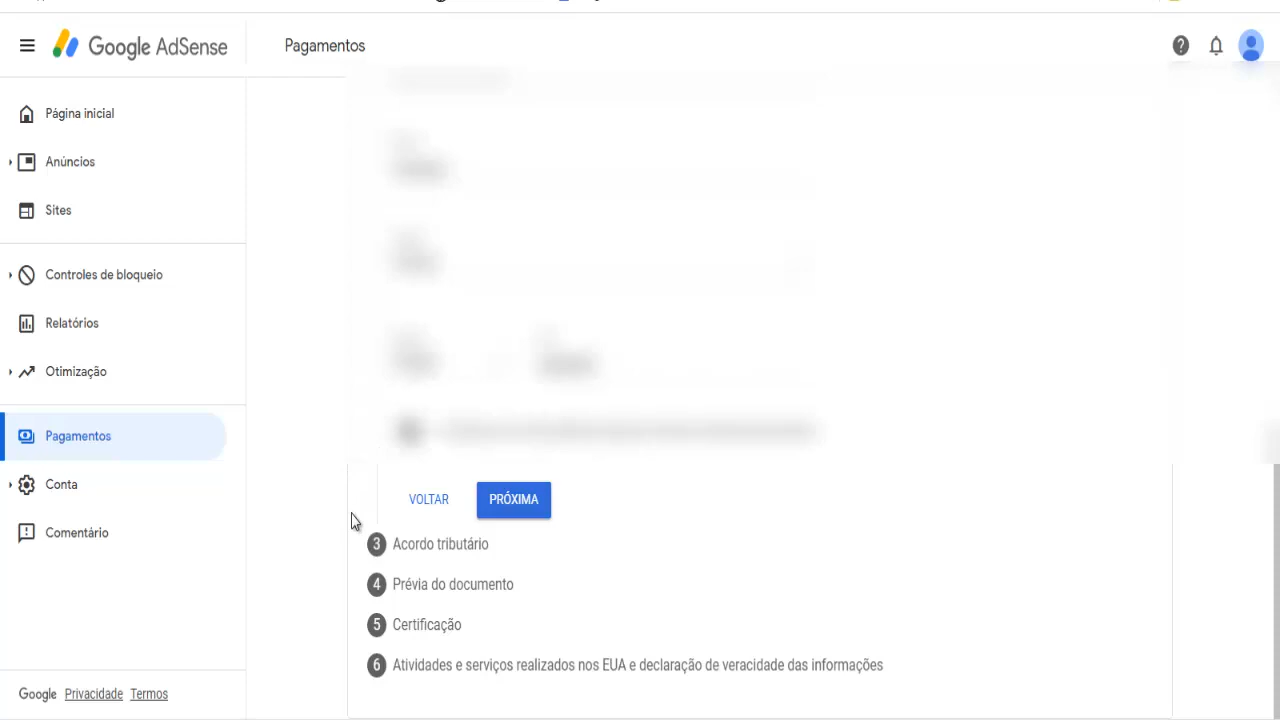 Google AdSense
Pagamentos
Página inicial
Anúncios
Sites
Controles de bloqueio
Relatórios
Otimização
Pagamentos
Conta
Comentário
Google Privacidade Termos
VOLTAR PRÓXIMA
3 Acordo tributário
4 Prévia do documento
5 Certificação
6 Atividades e serviços realizados nos EUA e declaração de veracidade das informações